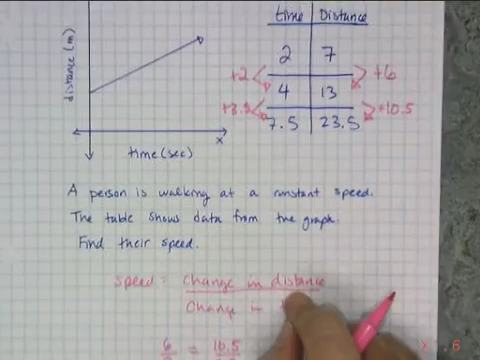 time Distance
2 7
+2 +6
4 13
+3.5 +10.5
7.5 23.5
distance (m)
x
time (sec)
A person is walking at a constant speed.
The table shows data from the graph.
Find their speed.
speed = change in distance
change in
6 = 10.5